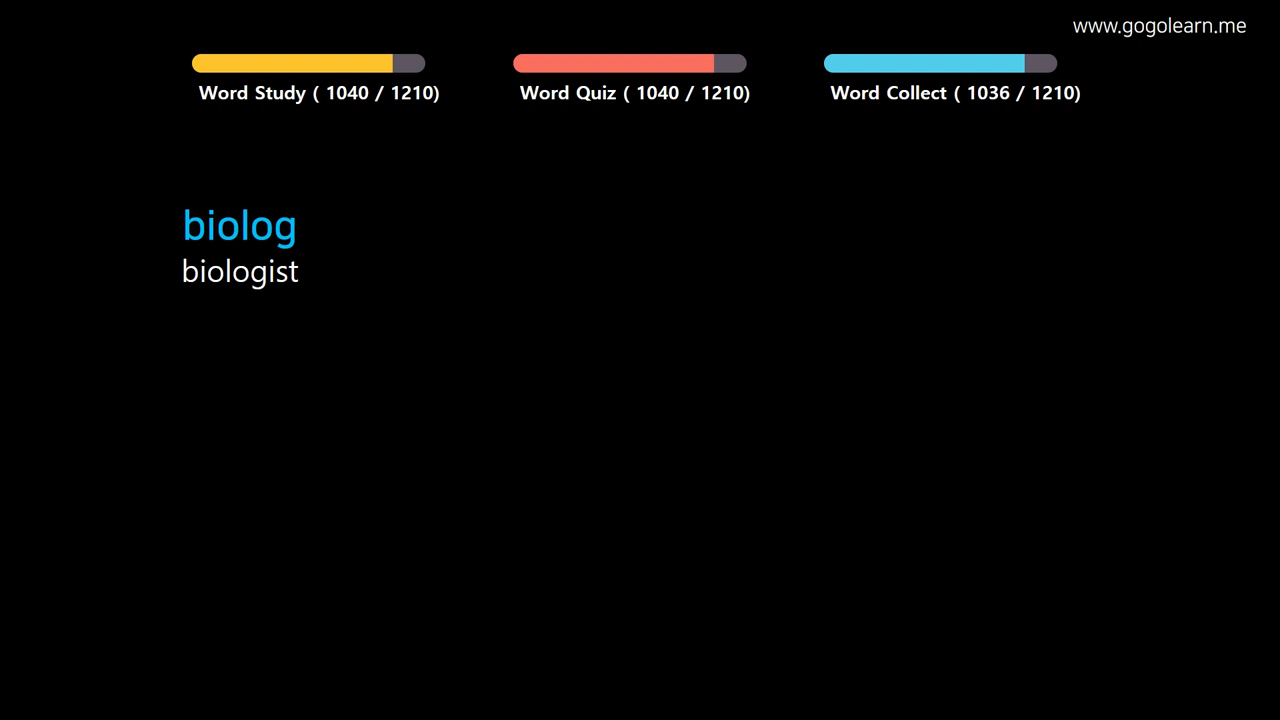 www.gogolearn.me
Word Study ( 1040 / 1210)
Word Quiz ( 1040 / 1210)
Word Collect ( 1036 / 1210)
biolog
biologist